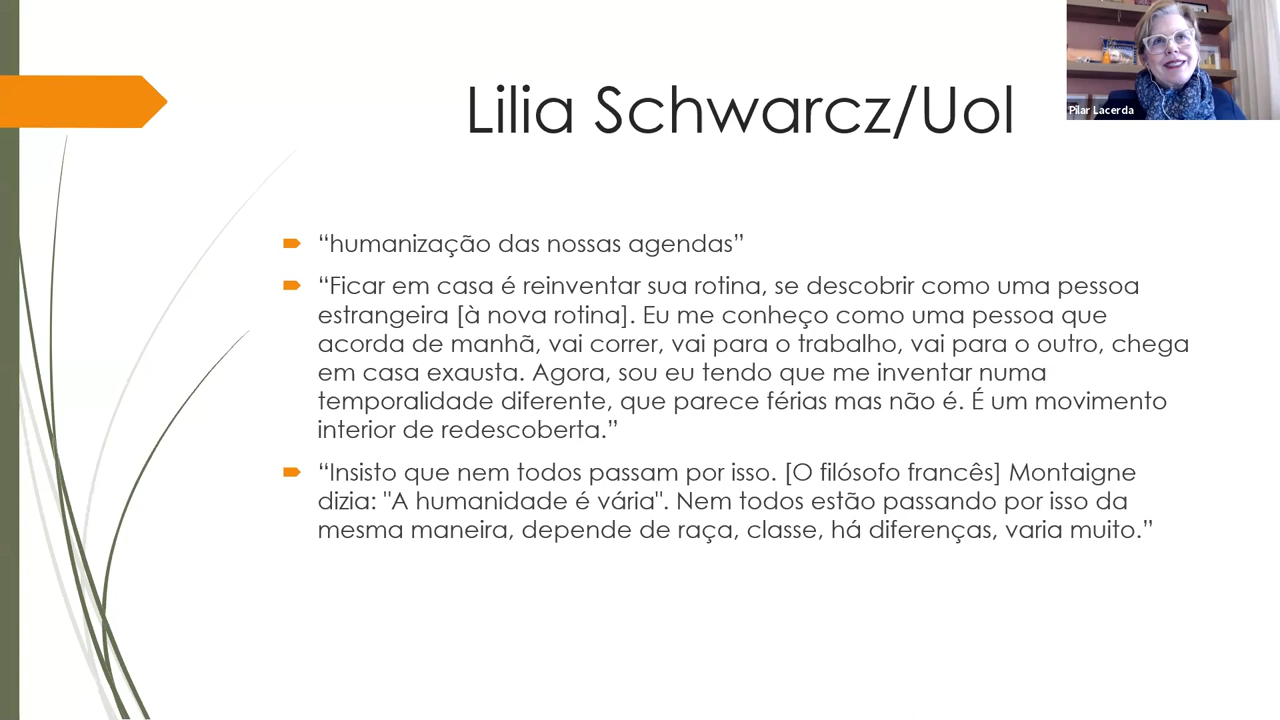 Lilia Schwarcz/Uol
Pilar Lacerda
“humanização das nossas agendas”
“Ficar em casa é reinventar sua rotina, se descobrir como uma pessoa
estrangeira [à nova rotina]. Eu me conheço como uma pessoa que
acorda de manhã, vai correr, vai para o trabalho, vai para o outro, chega
em casa exausta. Agora, sou eu tendo que me inventar numa
temporalidade diferente, que parece férias mas não é. É um movimento
interior de redescoberta.”
“Insisto que nem todos passam por isso. [O filósofo francês] Montaigne
dizia: "A humanidade é vária". Nem todos estão passando por isso da
mesma maneira, depende de raça, classe, há diferenças, varia muito.”